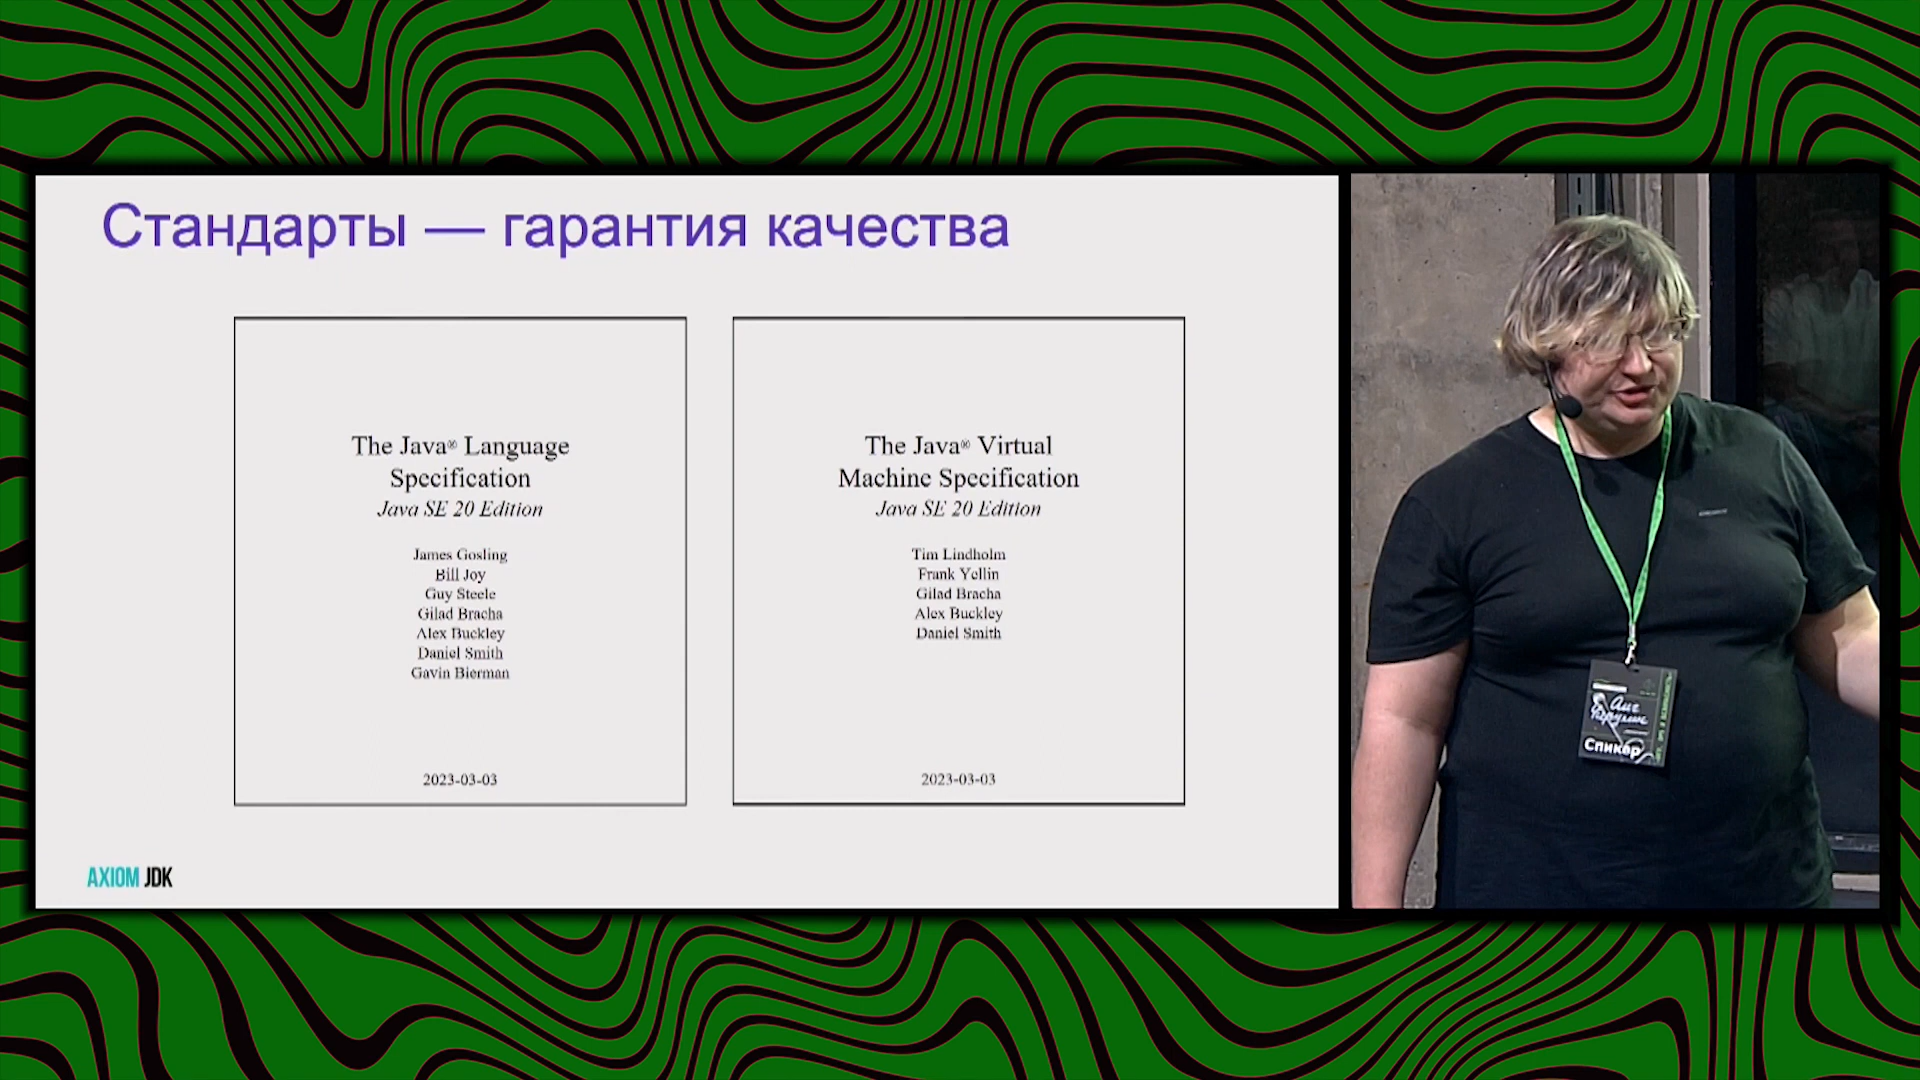 Стандарты — гарантия качества
The Java® Language
Specification
Java SE 20 Edition
James Gosling
Bill Joy
Guy Steele
Gilad Bracha
Alex Buckley
Daniel Smith
Gavin Bierman
2023-03-03
The Java® Virtual
Machine Specification
Java SE 20 Edition
Tim Lindholm
Frank Yellin
Gilad Bracha
Alex Buckley
Daniel Smith
2023-03-03
AXIOM JDK
Спикер